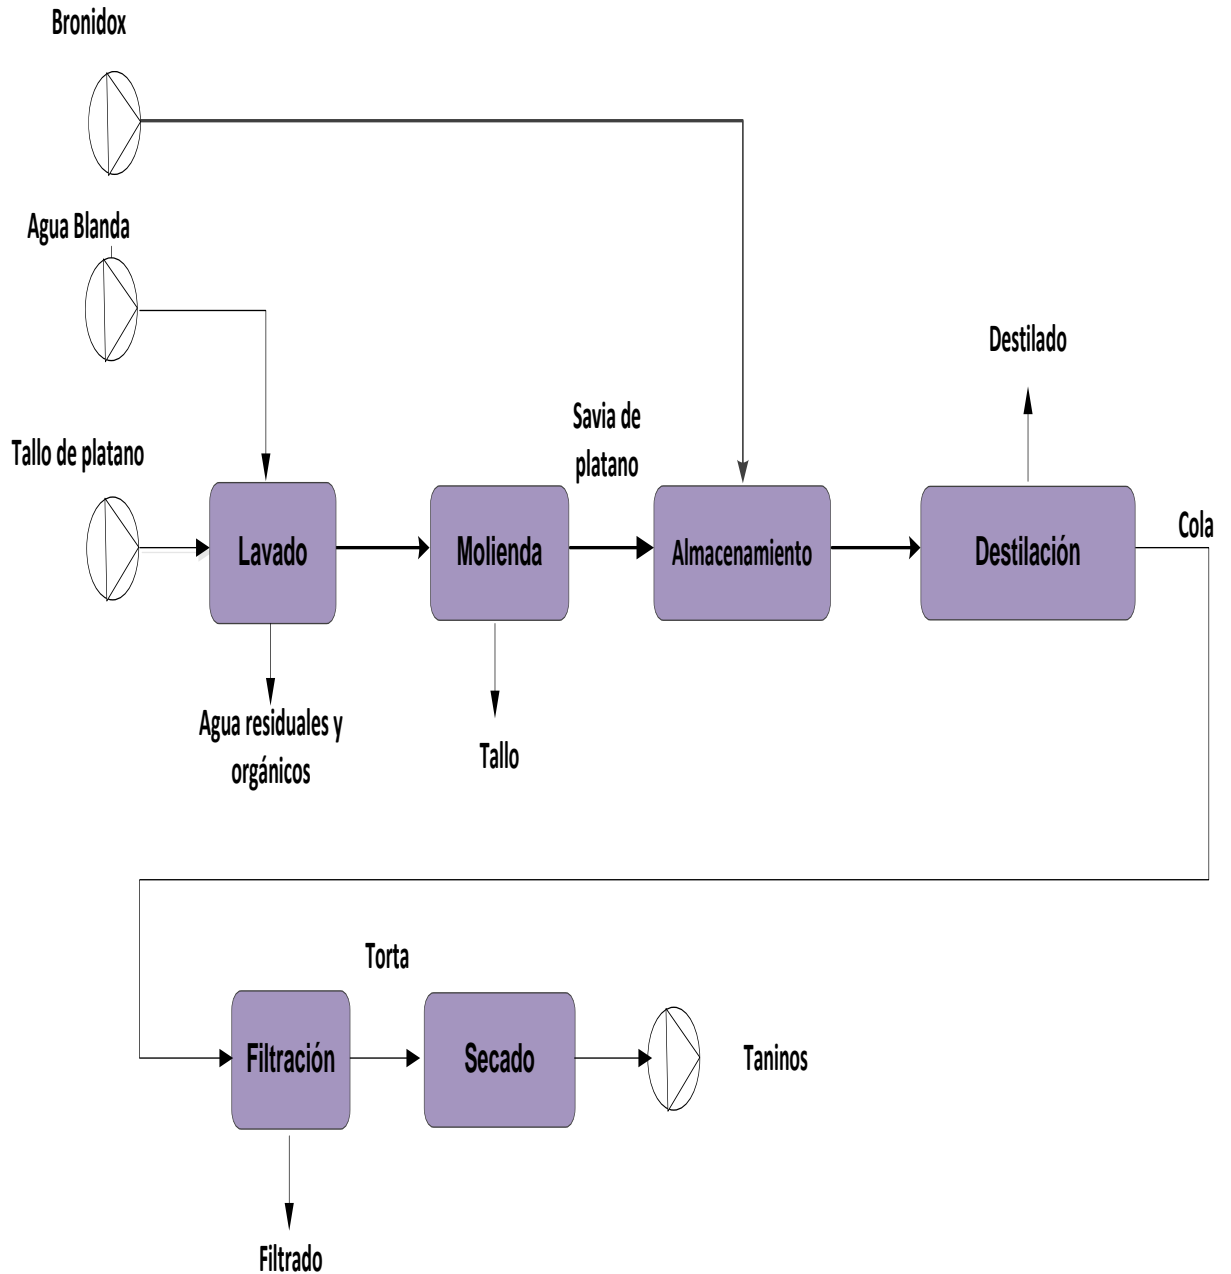 Bronidox
Agua Blanda
Tallo de platano
Savia de
platano
Destilado
Cola
Lavado
Molienda
Almacenamiento
Destilación
Agua residuales y
orgánicos
Tallo
Torta
Filtración
Secado
Taninos
Filtrado